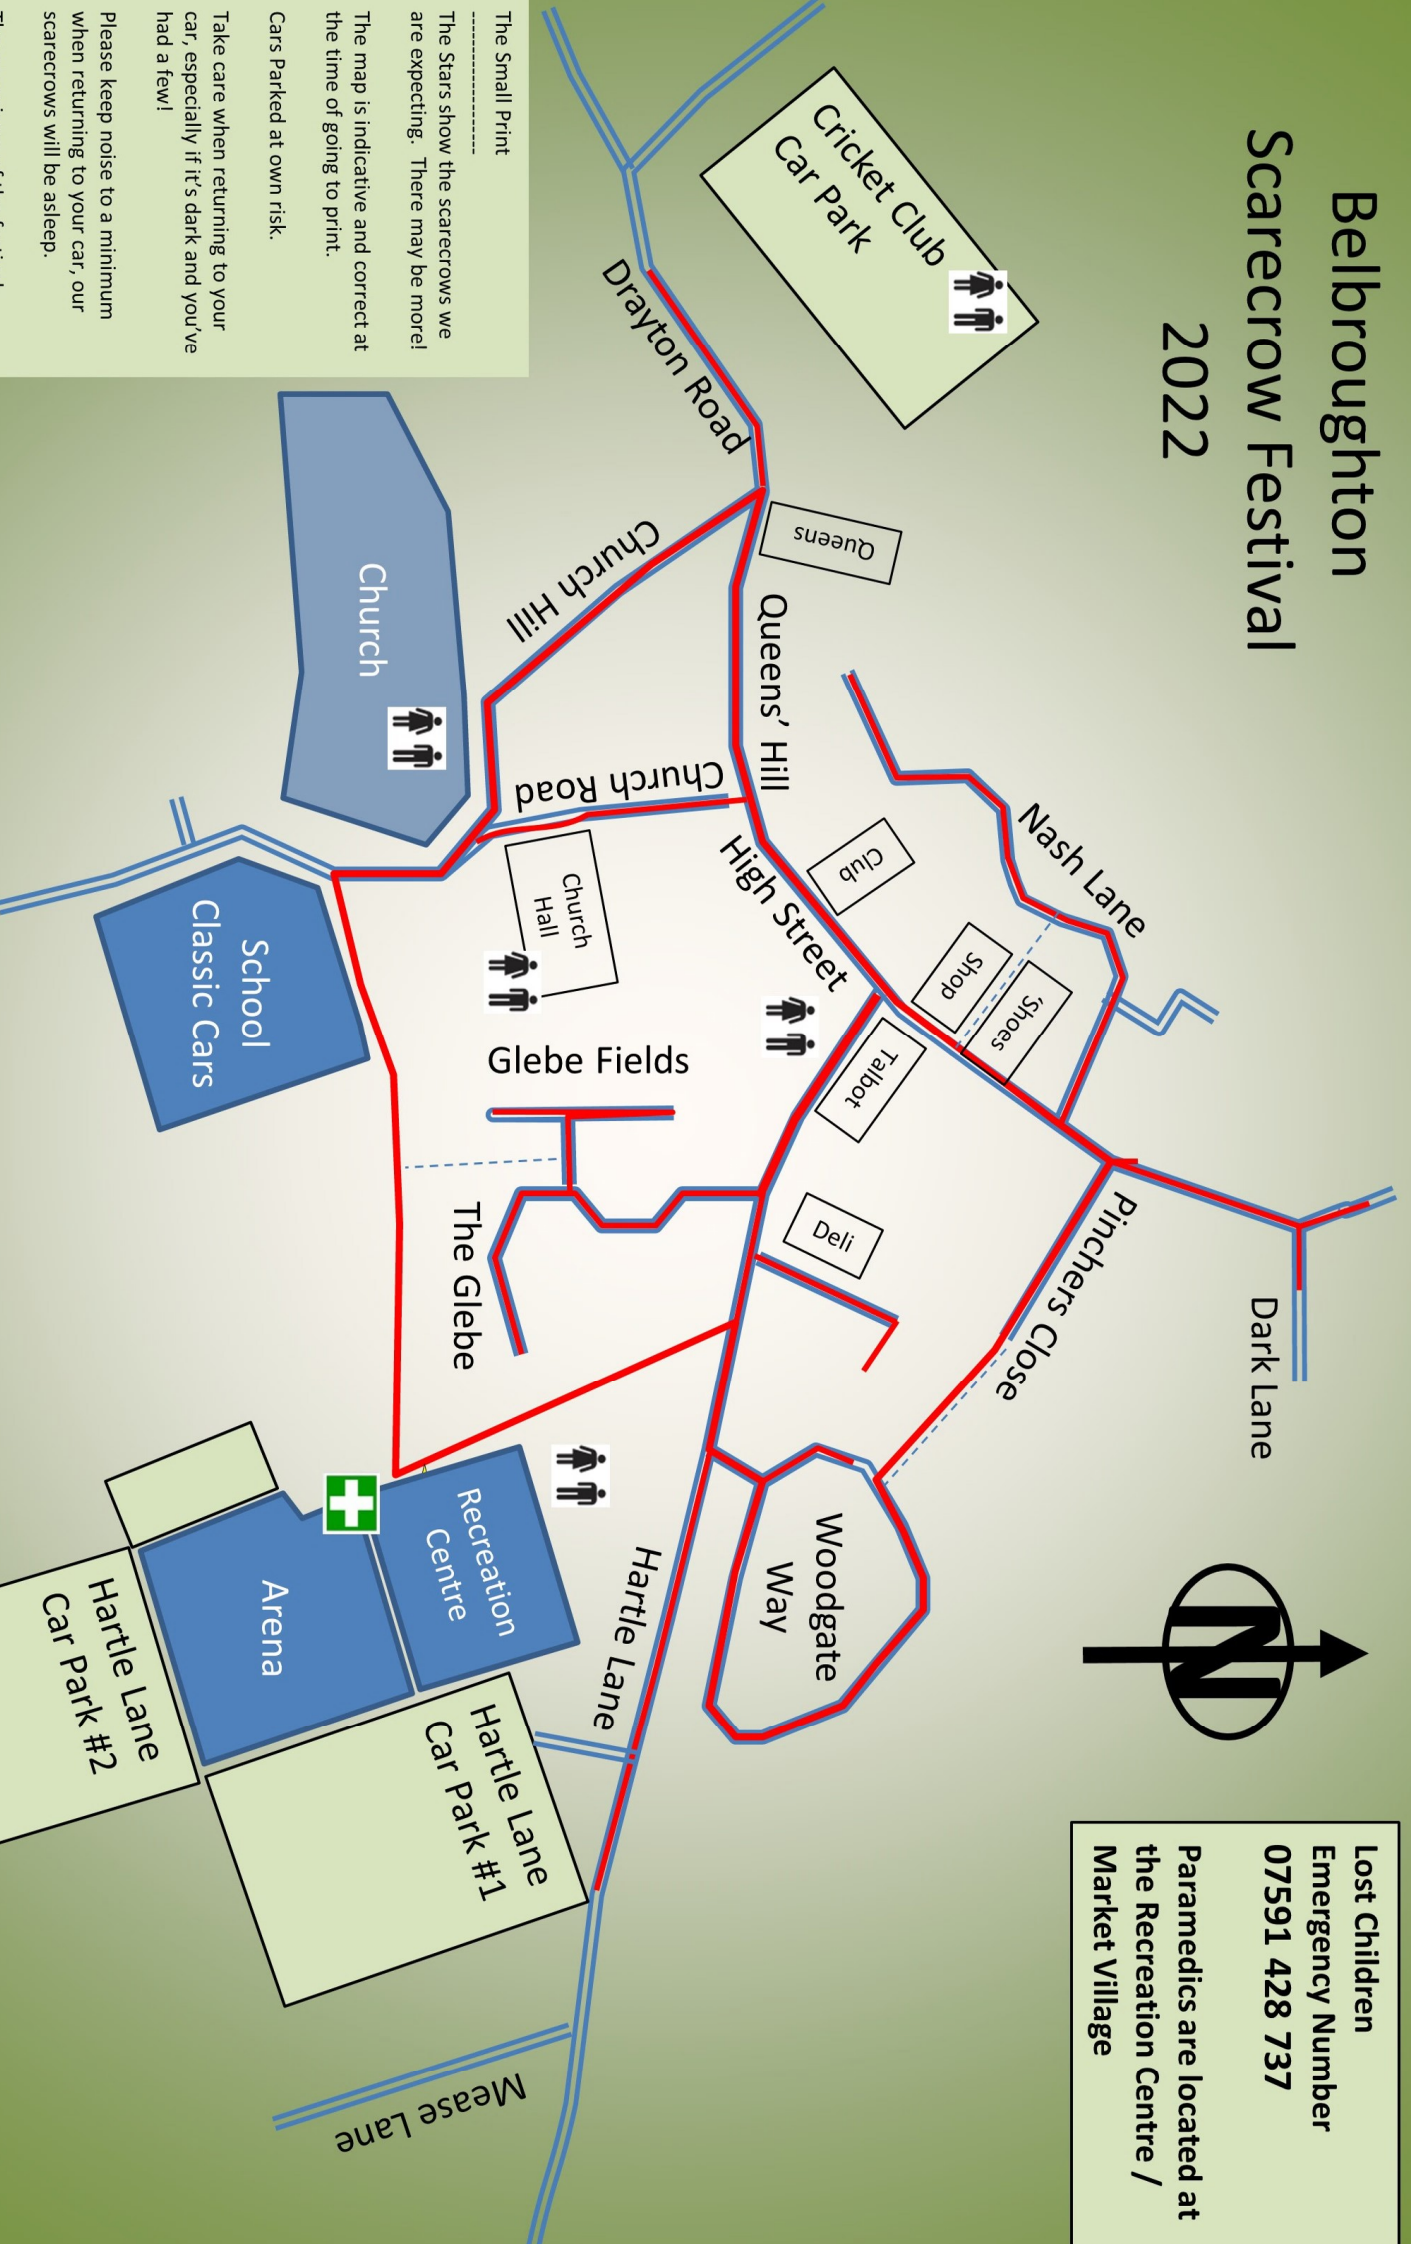 Belbroughton
Scarecrow Festival
2022
Lost Children
Emergency Number
07591 428 737
Paramedics are located at
the Recreation Centre /
Market Village
N
Cricket Club
Car Park
Drayton Road
Queens
Queens' Hill
Church Hill
Church Road
Church
Church
Hall
High Street
Club
Shop
'Shoes
Talbot
Nash Lane
Dark Lane
Pinchers Close
Deli
Glebe Fields
The Glebe
School
Classic Cars
Woodgate
Way
Hartle Lane
Recreation
Centre
Arena
Hartle Lane
Car Park #1
Hartle Lane
Car Park #2
Mease Lane
The Small Print
-----------------
The Stars show the scarecrows we
are expecting.  There may be more!
The map is indicative and correct at
the time of going to print.
Cars Parked at own risk.
Take care when returning to your
car, especially if it's dark and you've
had a few!
Please keep noise to a minimum
when returning to your car, our
scarecrows will be asleep.